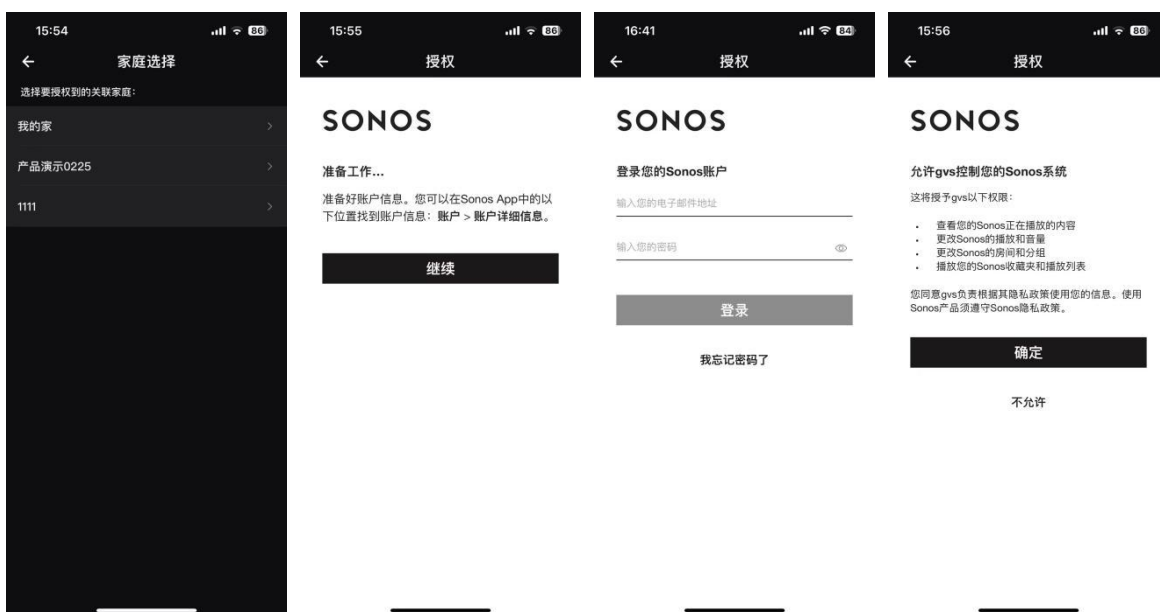 15:54
86
家庭选择
选择要授权到的关联家庭:
我的家
产品演示0225
1111
15:55
86
授权
SONOS
准备工作...
准备好账户信息。您可以在Sonos App中的以
下位置找到账户信息：账户 > 账户详细信息。
继续
16:41
84
授权
SONOS
登录您的Sonos账户
输入您的电子邮件地址
输入您的密码
登录
我忘记密码了
15:56
86
授权
SONOS
允许gvs控制您的Sonos系统
这将授予gvs以下权限：
• 查看您的Sonos正在播放的内容
• 更改Sonos的播放和音量
• 更改Sonos的房间和分组
• 播放您的Sonos收藏夹和播放列表
您同意gvs负责根据其隐私政策使用您的信息。使用
Sonos产品须遵守Sonos隐私政策。
确定
不允许